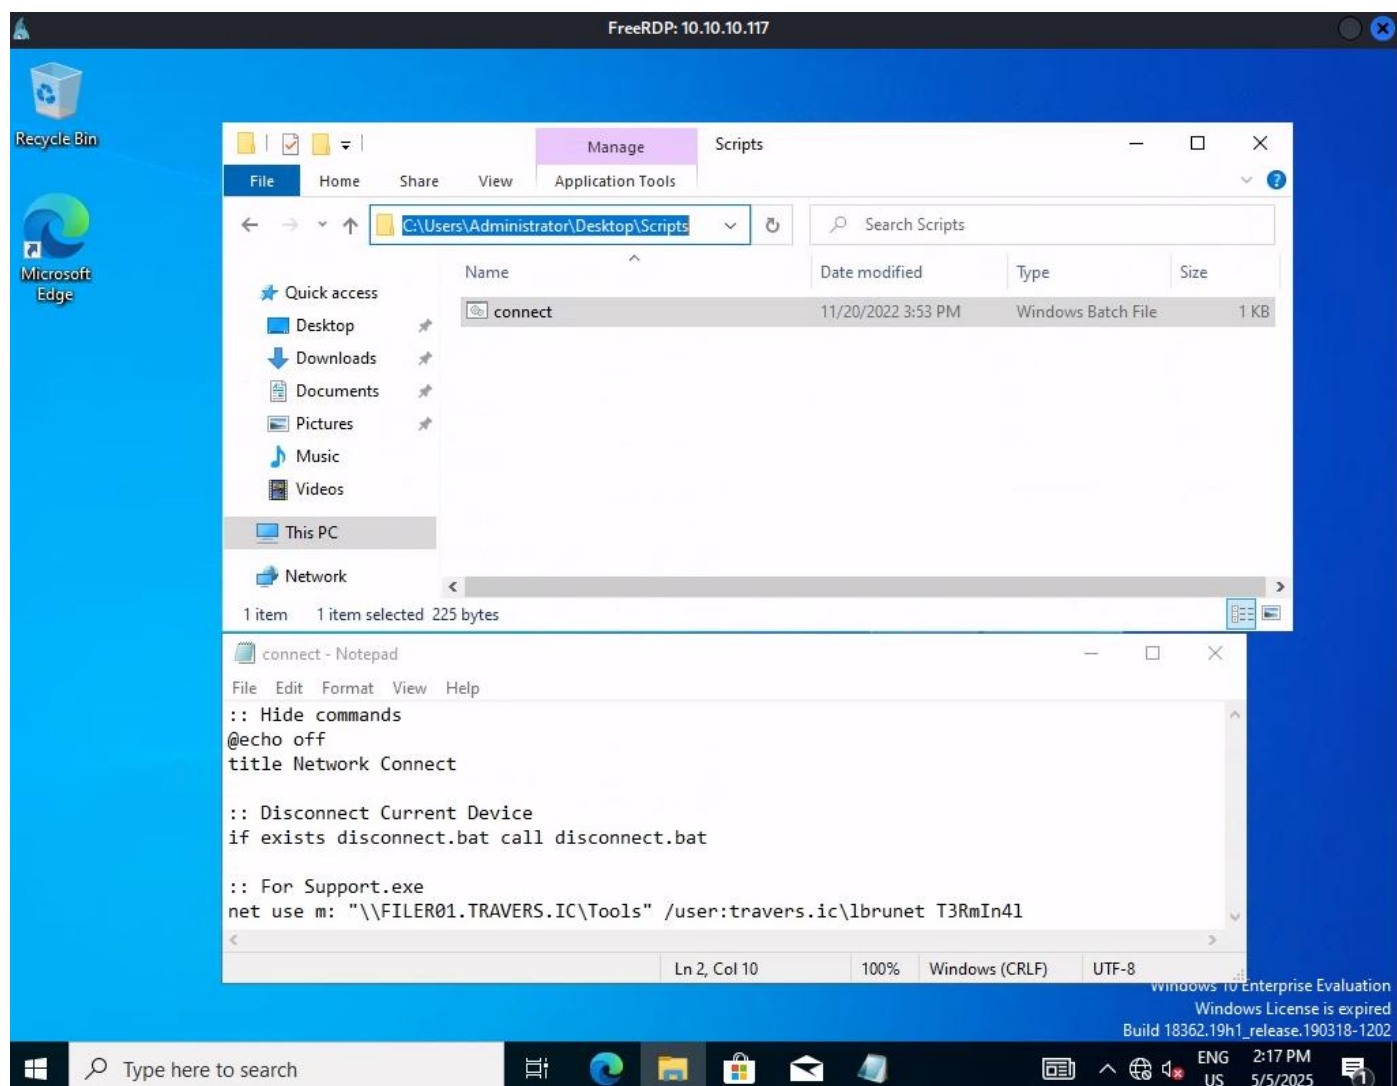 FreeRDP: 10.10.10.117
Recycle Bin
Microsoft
Edge
Manage
Scripts
File
Home
Share
View
Application Tools
C:\Users\Administrator\Desktop\Scripts
Search Scripts
Name
Date modified
Type
Size
Quick access
Desktop
Downloads
Documents
Pictures
Music
Videos
This PC
Network
connect
11/20/2022 3:53 PM
Windows Batch File
1 KB
1 item
1 item selected 225 bytes
connect - Notepad
File Edit Format View Help
:: Hide commands
@echo off
title Network Connect
:: Disconnect Current Device
if exists disconnect.bat call disconnect.bat
:: For Support.exe
net use m: "\\FILER01.TRAVERS.IC\Tools" /user:travers.ic\lbrunet T3RmIn4l
Ln 2, Col 10
100%
Windows (CRLF)
UTF-8
Windows 10 Enterprise Evaluation
Windows License is expired
Build 18362.19h1_release.190318-1202
Type here to search
ENG
US
2:17 PM
5/5/2025
1